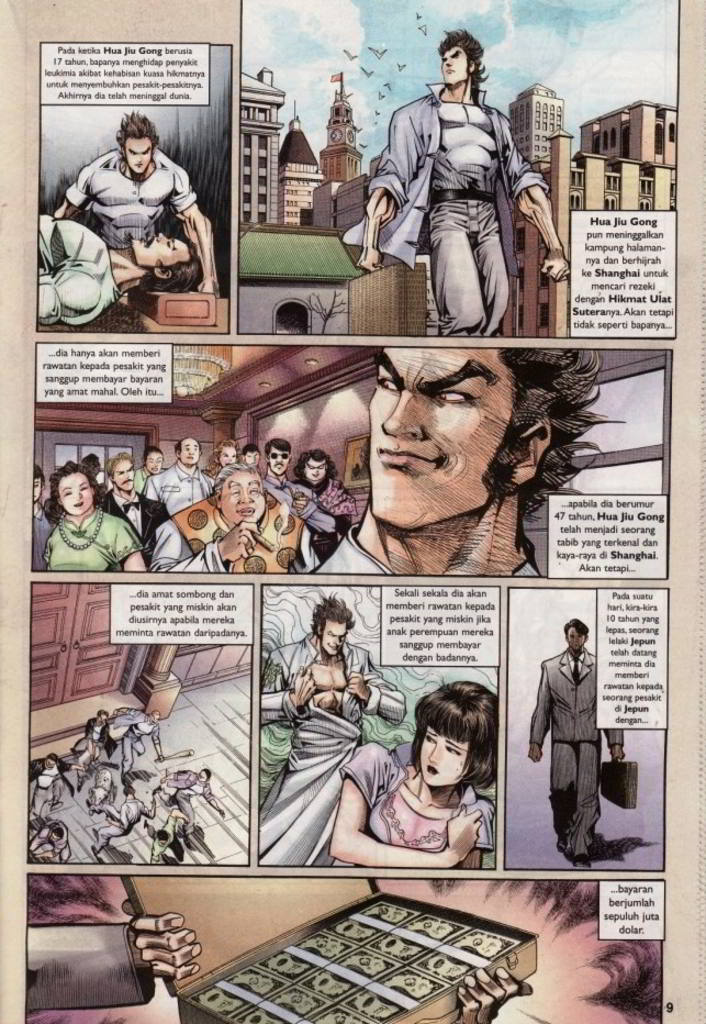 Pada ketika Hua Jiu Gong berusia
17 tahun, bapanya menghidap penyakit
leukimia akibat kehabisan kuasa hikmatnya
untuk menyembuhkan pesakit-pesakitnya.
Akhirnya dia telah meninggal dunia.
Hua Jiu Gong
pun meninggalkan
kampung halaman-
nya dan berhijrah
ke Shanghai untuk
mencari rezeki
dengan Hikmat Ulat
Suteranya. Akan tetapi
tidak seperti bapanya...
...dia hanya akan memberi
rawatan kepada pesakit yang
sanggup membayar bayaran
yang amat mahal. Oleh itu...
...apabila dia berumur
47 tahun, Hua Jiu Gong
telah menjadi seorang
tabib yang terkenal dan
kaya-raya di Shanghai.
Akan tetapi...
...dia amat sombong dan
pesakit yang miskin akan
diusirnya apabila mereka
meminta rawatan daripadanya.
Sekali sekala dia akan
memberi rawatan kepada
pesakit yang miskin jika
anak perempuan mereka
sanggup membayar
dengan badannya.
Pada suatu
hari, kira-kira
10 tahun yang
lepas, seorang
lelaki Jepun
telah datang
meminta dia
memberi
rawatan kepada
seorang pesakit
di Jepun
dengan...
...bayaran
berjumlah
sepuluh juta
dolar.
9